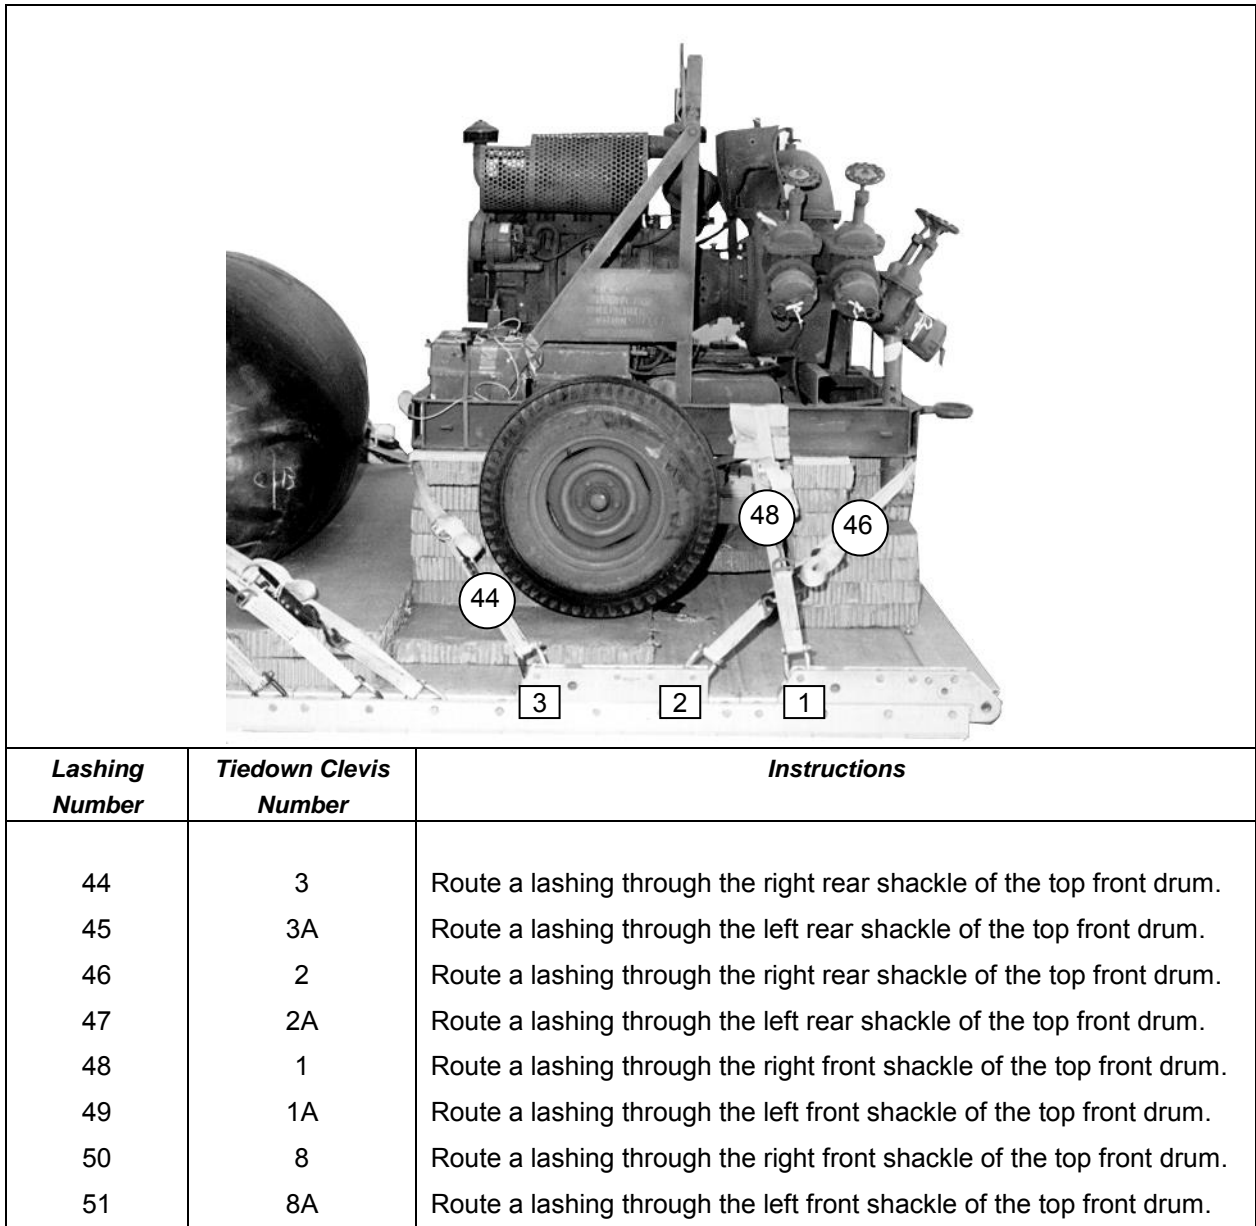 48
46
44
3
2
1
Lashing Number
Tiedown Clevis Number
Instructions
44 3 Route a lashing through the right rear shackle of the top front drum.
45 3A Route a lashing through the left rear shackle of the top front drum.
46 2 Route a lashing through the right rear shackle of the top front drum.
47 2A Route a lashing through the left rear shackle of the top front drum.
48 1 Route a lashing through the right front shackle of the top front drum.
49 1A Route a lashing through the left front shackle of the top front drum.
50 8 Route a lashing through the right front shackle of the top front drum.
51 8A Route a lashing through the left front shackle of the top front drum.